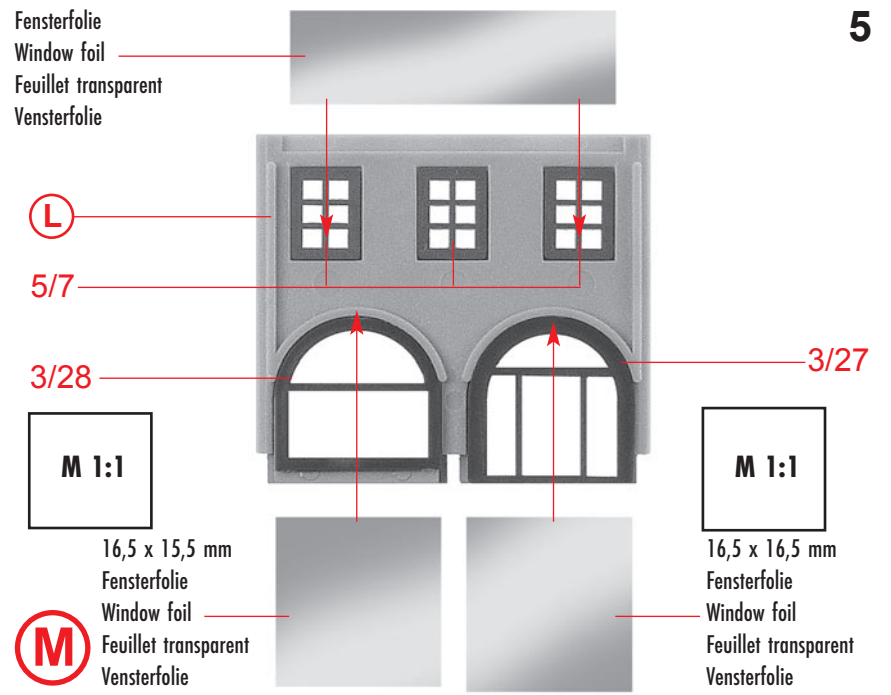 Fensterfolie
Window foil
Feuillet transparent
Vensterfolie
5
L
5/7
3/28
3/27
M 1:1
M 1:1
16,5 x 15,5 mm
Fensterfolie
Window foil
Feuillet transparent
Vensterfolie
M
16,5 x 16,5 mm
Fensterfolie
Window foil
Feuillet transparent
Vensterfolie